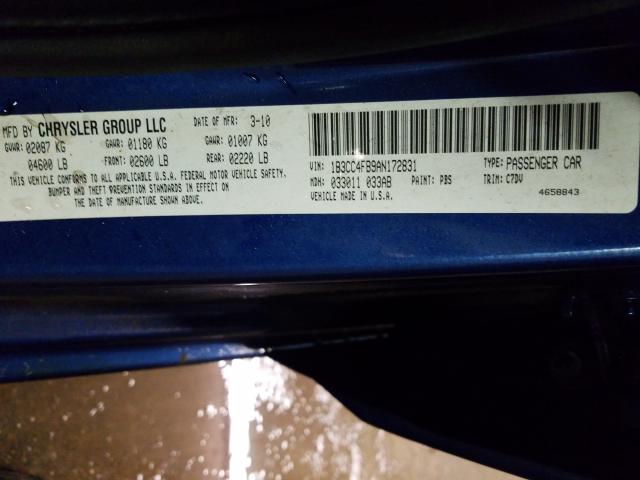 MFD BY CHRYSLER GROUP LLC DATE OF MFR: 3-10
GVWR: 02087 KG GAWR: 01180 KG GAWR: 01007 KG
04600 LB FRONT: 02600 LB REAR: 02220 LB
THIS VEHICLE CONFORMS TO ALL U.S.A. FEDERAL MOTOR VEHICLE SAFETY,
BUMPER AND THEFT PREVENTION STANDARDS IN EFFECT ON
THE DATE OF MANUFACTURE SHOWN ABOVE.
VIN: 1B3CC4FB9AN172831 TYPE: PASSENGER CAR
MDH: 033011 033AB PAINT: PBS TRIM: C7DV
VEHICLE MADE IN U.S.A. 4658843